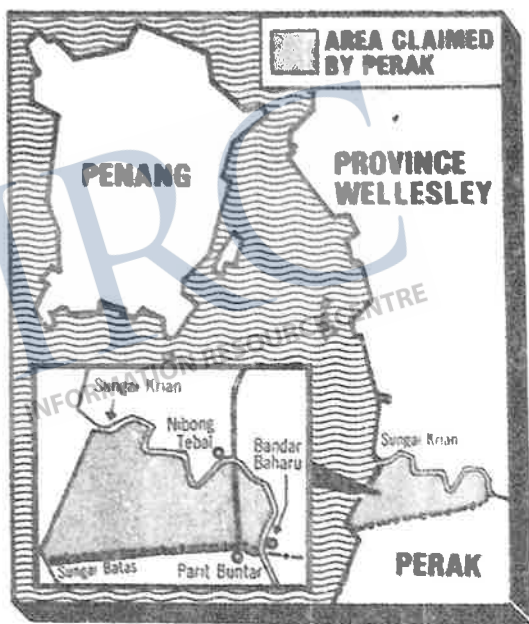 AREA CLAIMED
BY PERAK
PENANG
PROVINCE
WELLESLEY
IRC
INFORMATION RESOURCE CENTRE
Sungai Krian
Nibong
Tebal
Bandar
Baharu
Sungai Batas
Parit Buntar
Sungai Krian
PERAK